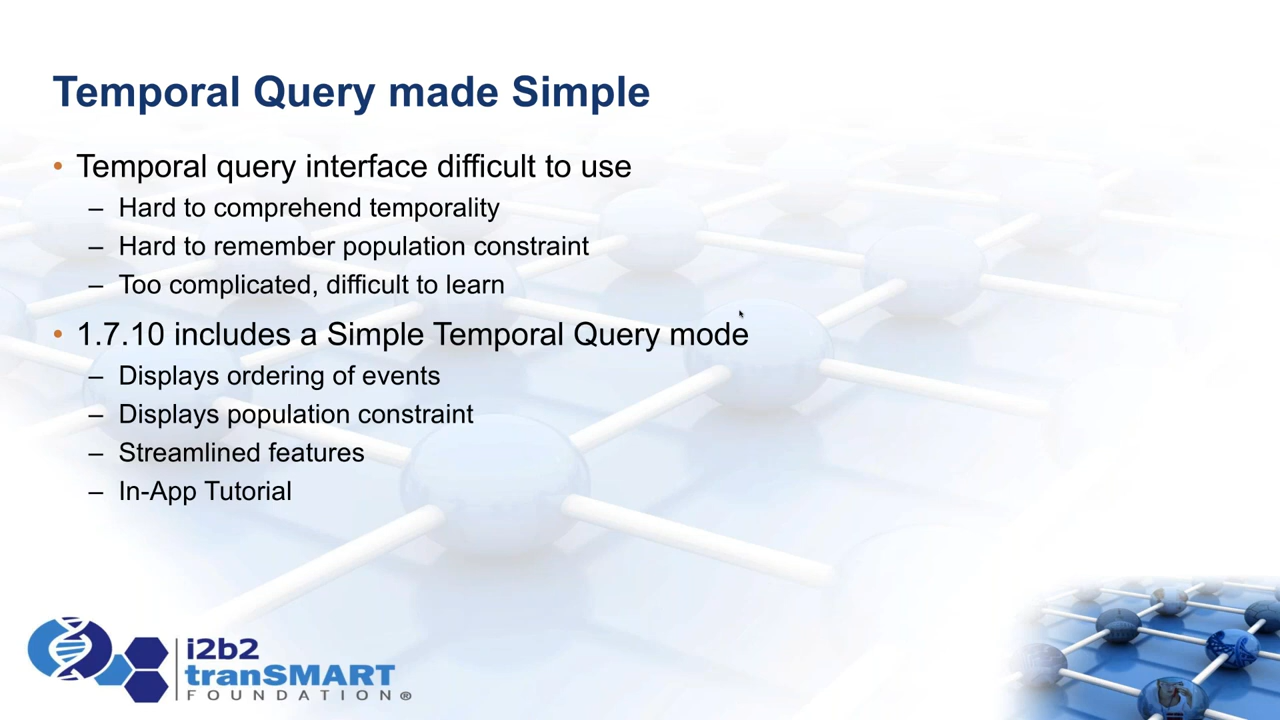 Temporal Query made Simple
• Temporal query interface difficult to use
– Hard to comprehend temporality
– Hard to remember population constraint
– Too complicated, difficult to learn
• 1.7.10 includes a Simple Temporal Query mode
– Displays ordering of events
– Displays population constraint
– Streamlined features
– In-App Tutorial
i2b2
tranSMART
FOUNDATION®